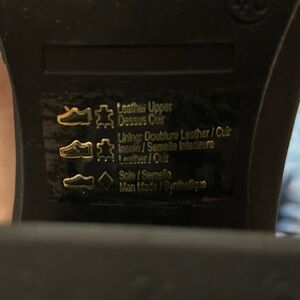 Leather Upper
Dessus Cuir
Lining: Doublure Leather / Cuir
Insole / Semelle Interieure
Leather / Cuir
Sole / Semelle
Man Made / Synthetique